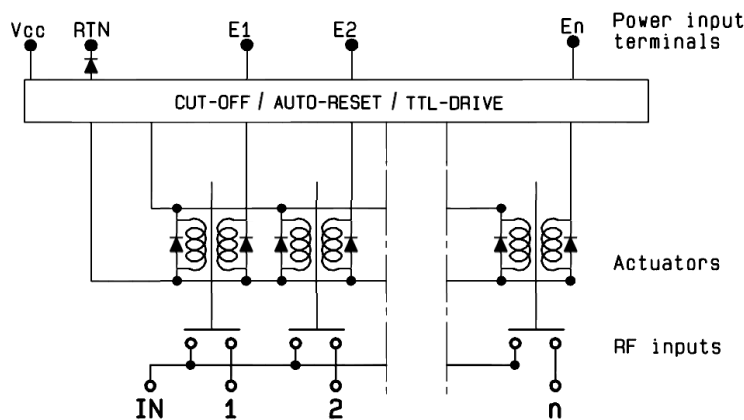 Vcc RTN E1 E2 En Power input
terminals
CUT-OFF / AUTO-RESET / TTL-DRIVE
Actuators
RF inputs
IN 1 2 n